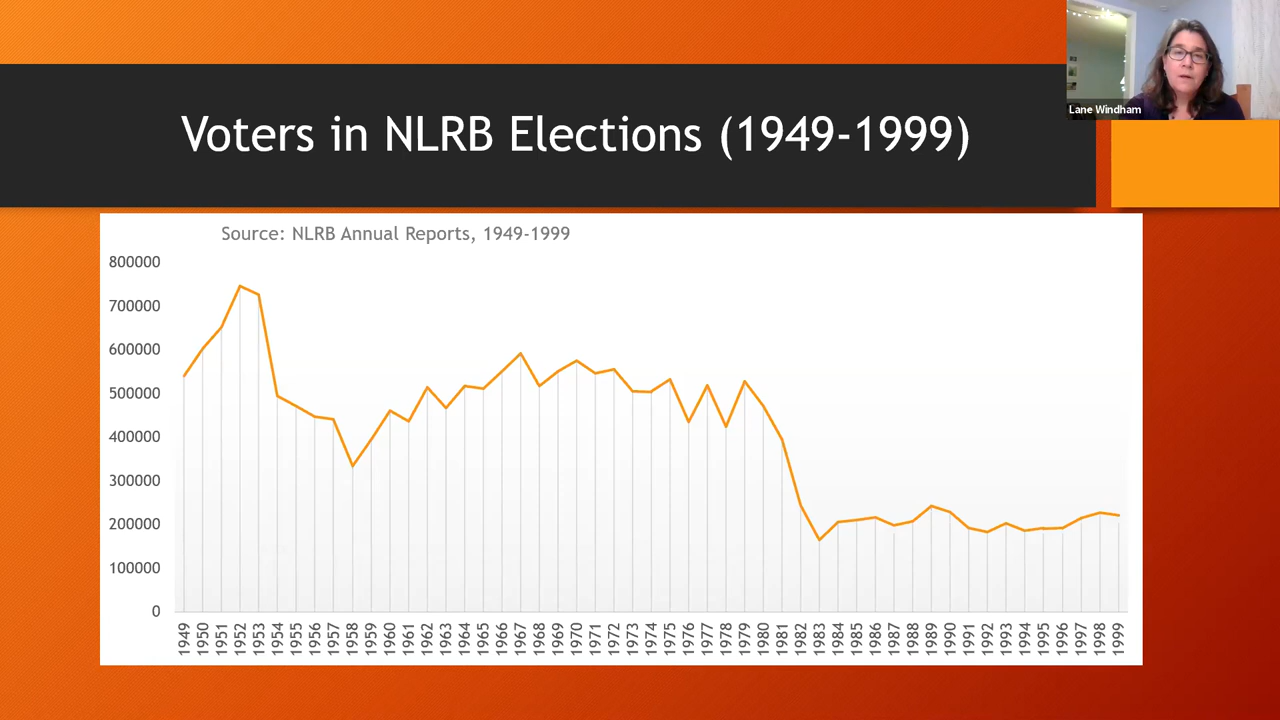 Lane Windham
Voters in NLRB Elections (1949-1999)
Source: NLRB Annual Reports, 1949-1999
800000
700000
600000
500000
400000
300000
200000
100000
0
1949 1950 1951 1952 1953 1954 1955 1956 1957 1958 1959 1960 1961 1962 1963 1964 1965 1966 1967 1968 1969 1970 1971 1972 1973 1974 1975 1976 1977 1978 1979 1980 1981 1982 1983 1984 1985 1986 1987 1988 1989 1990 1991 1992 1993 1994 1995 1996 1997 1998 1999